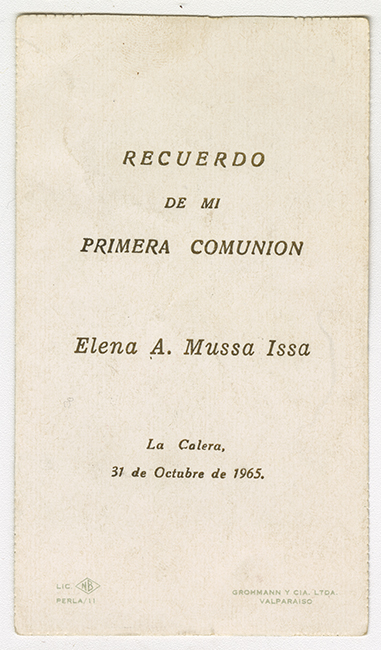 RECUERDO
DE MI
PRIMERA COMUNION
Elena A. Mussa Issa
La Calera,
31 de Octubre de 1965.
LIC. NB
PERLA/11
GROHMANN Y CIA. LTDA.
VALPARAISO